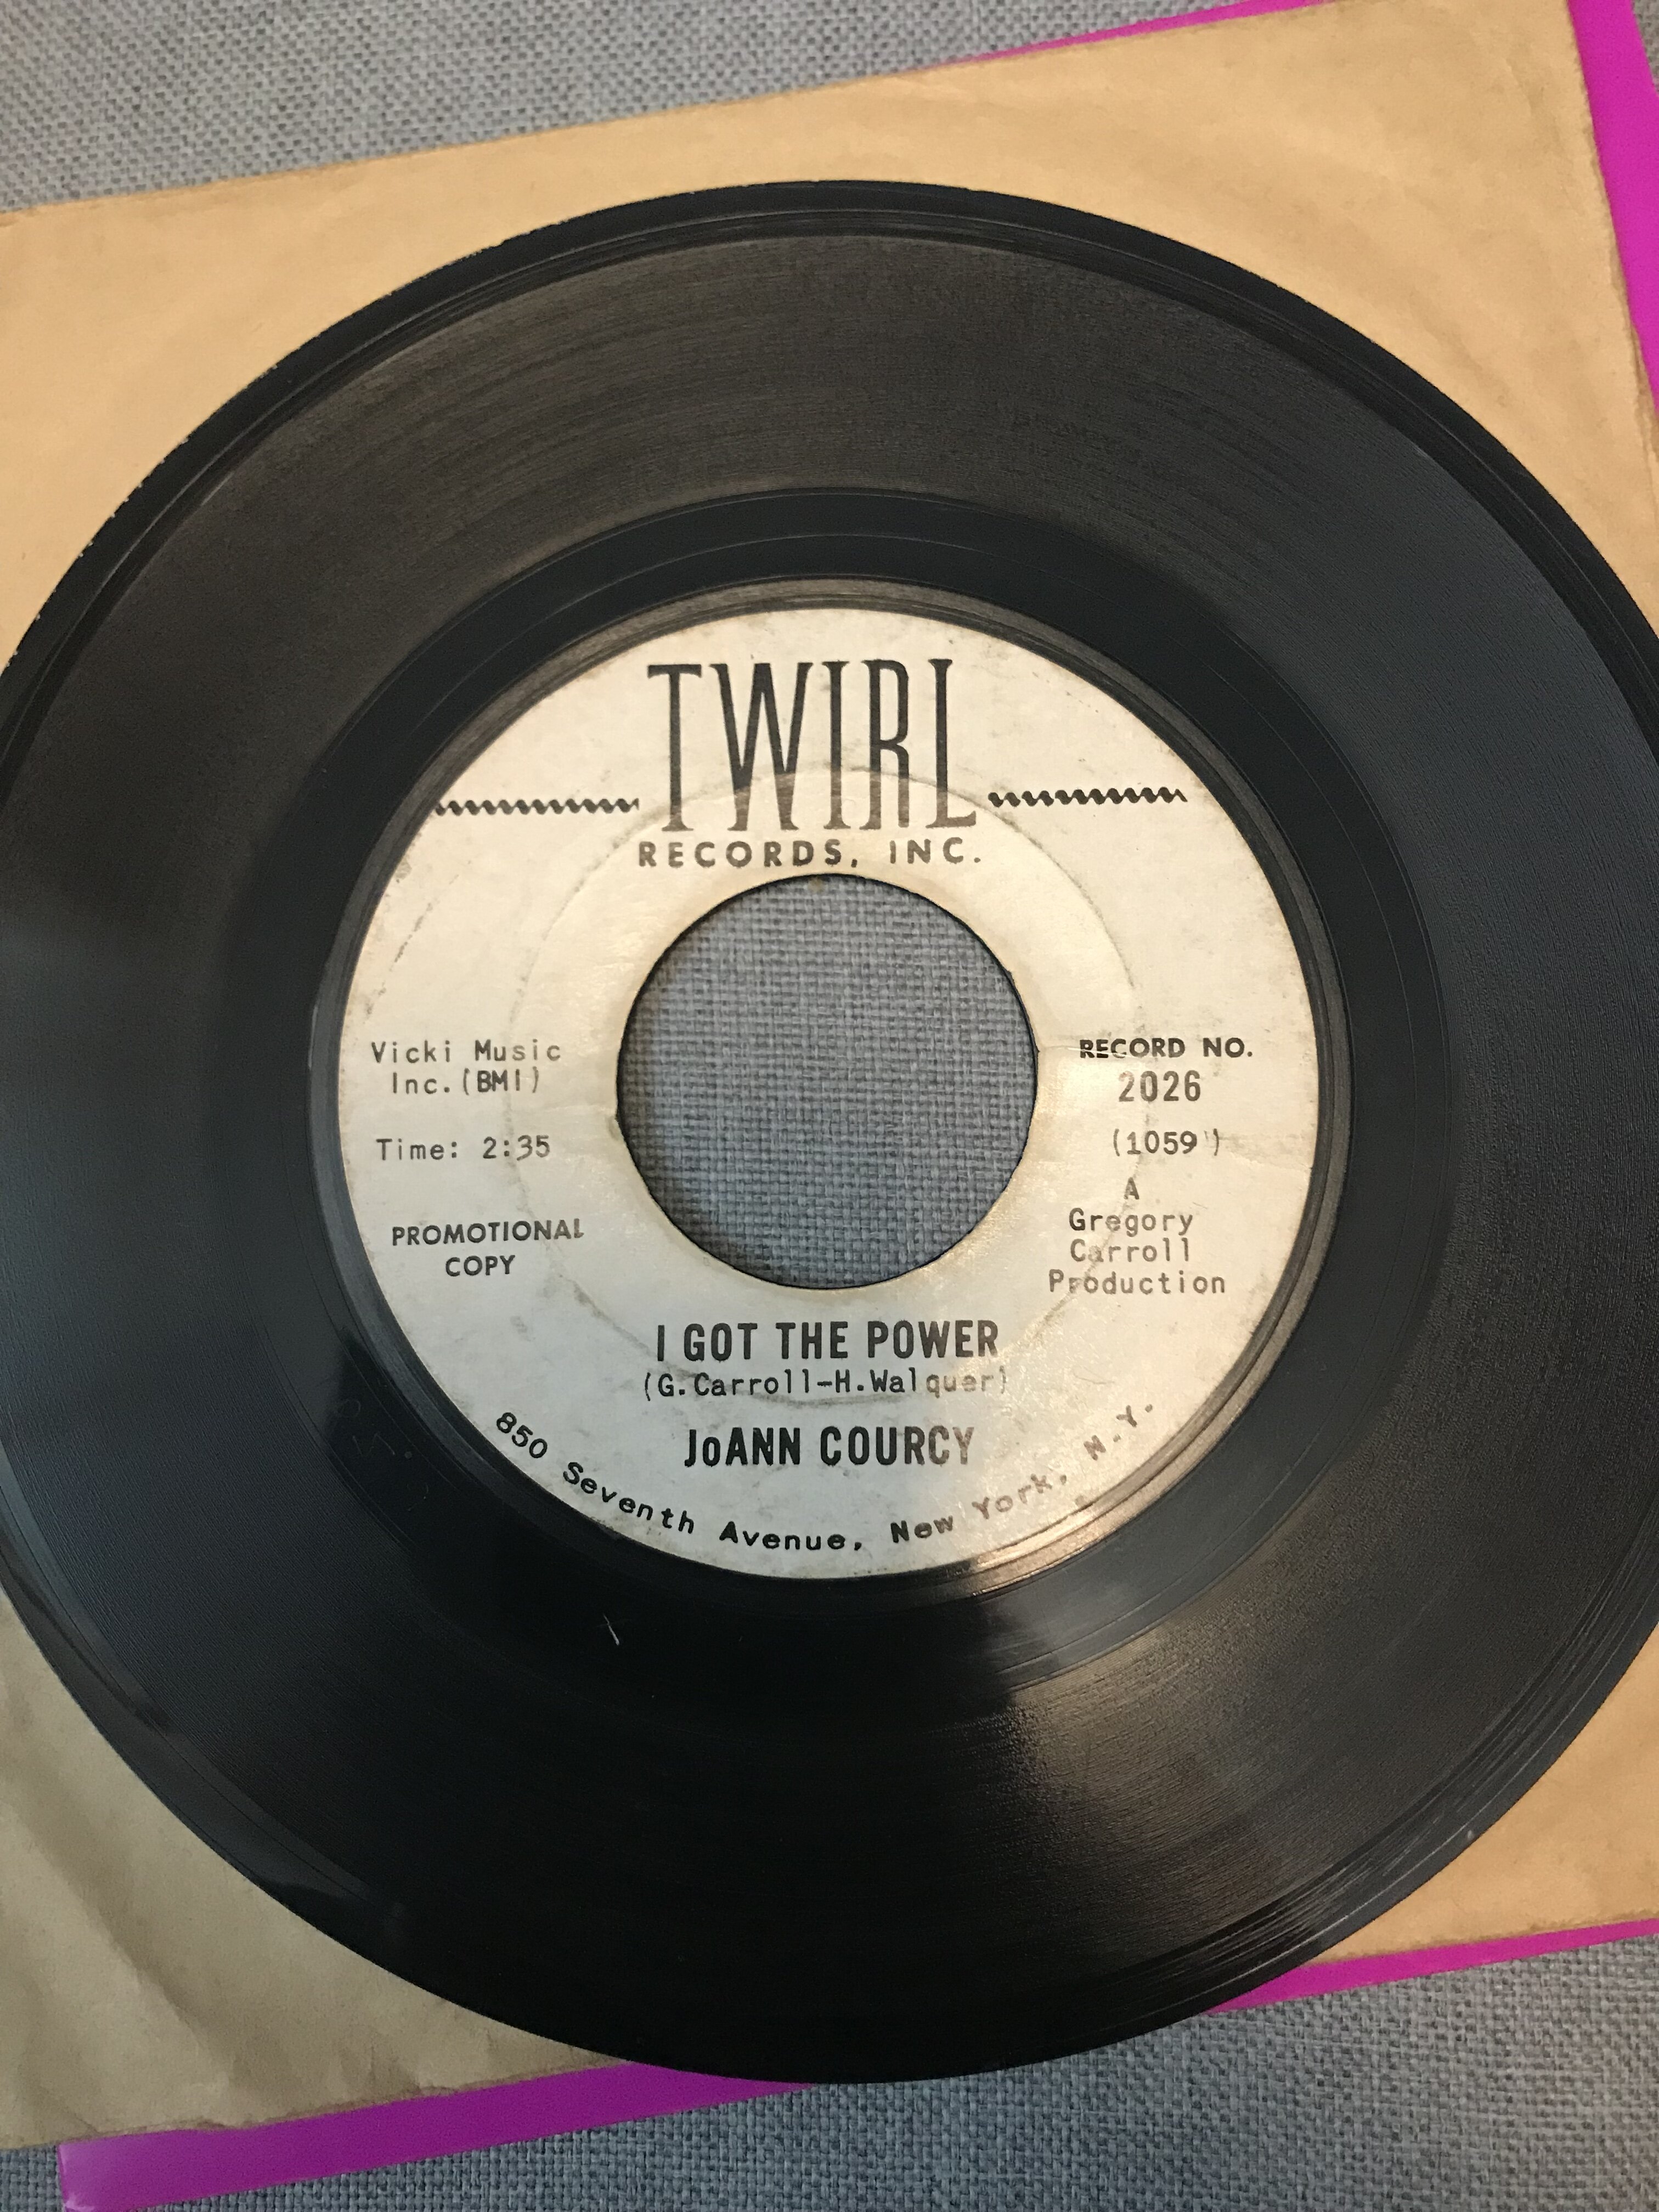 TWIRL
RECORDS, INC.
Vicki Music
Inc.(BMI)
Time: 2:35
PROMOTIONAL
COPY
RECORD NO.
2026
(1059')
A
Gregory
Carroll
Production
I GOT THE POWER
(G.Carroll-H.Walquer)
JoANN COURCY
850 Seventh Avenue, New York, N.Y.